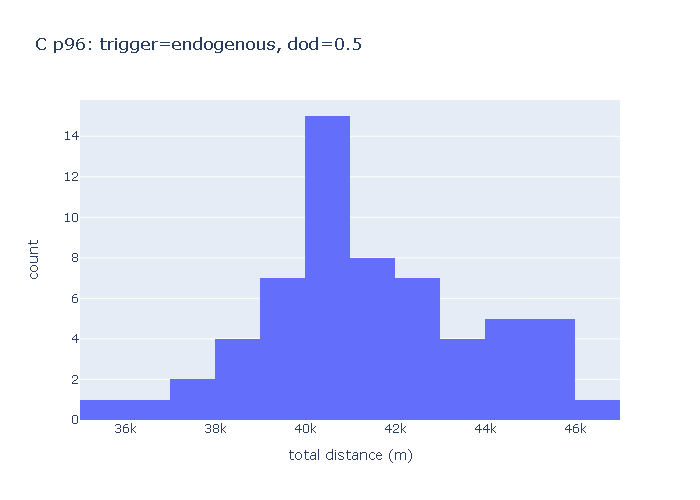 C p96: trigger=endogenous, dod=0.5
14
12
10
8
6
4
2
0
count
36k 38k 40k 42k 44k 46k
total distance (m)